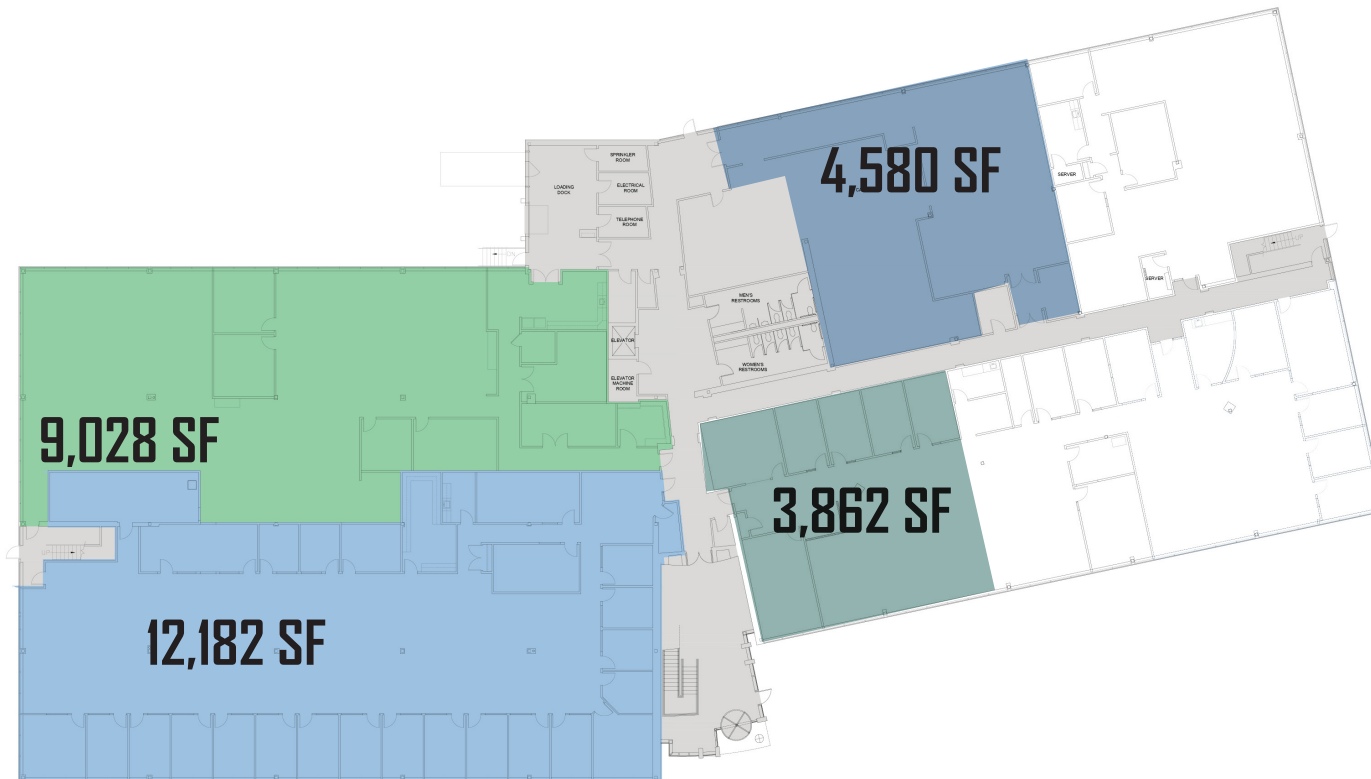 SPRINKLER
ROOM
LOADING
DOCK
ELECTRICAL
ROOM
TELEPHONE
ROOM
4,580 SF
SERVER
SERVER
MEN'S
RESTROOMS
ELEVATOR
WOMEN'S
RESTROOMS
ELEVATOR
MACHINE
ROOM
9,028 SF
3,862 SF
12,182 SF